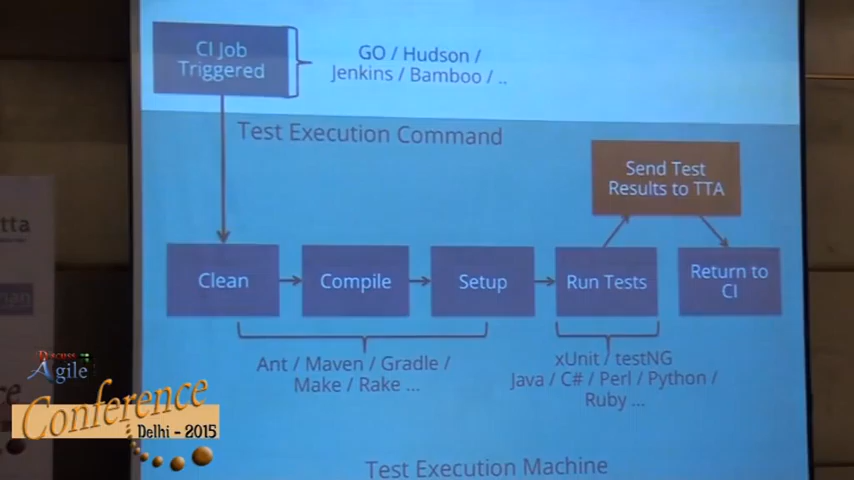 CI Job
Triggered
GO / Hudson /
Jenkins / Bamboo / ..
Test Execution Command
Send Test
Results to TTA
Clean
Compile
Setup
Run Tests
Return to
CI
Ant / Maven / Gradle /
Make / Rake ...
xUnit / testNG
Java / C# / Perl / Python /
Ruby ...
Test Execution Machine
tta
Discuss
Agile
Conference
Delhi - 2015